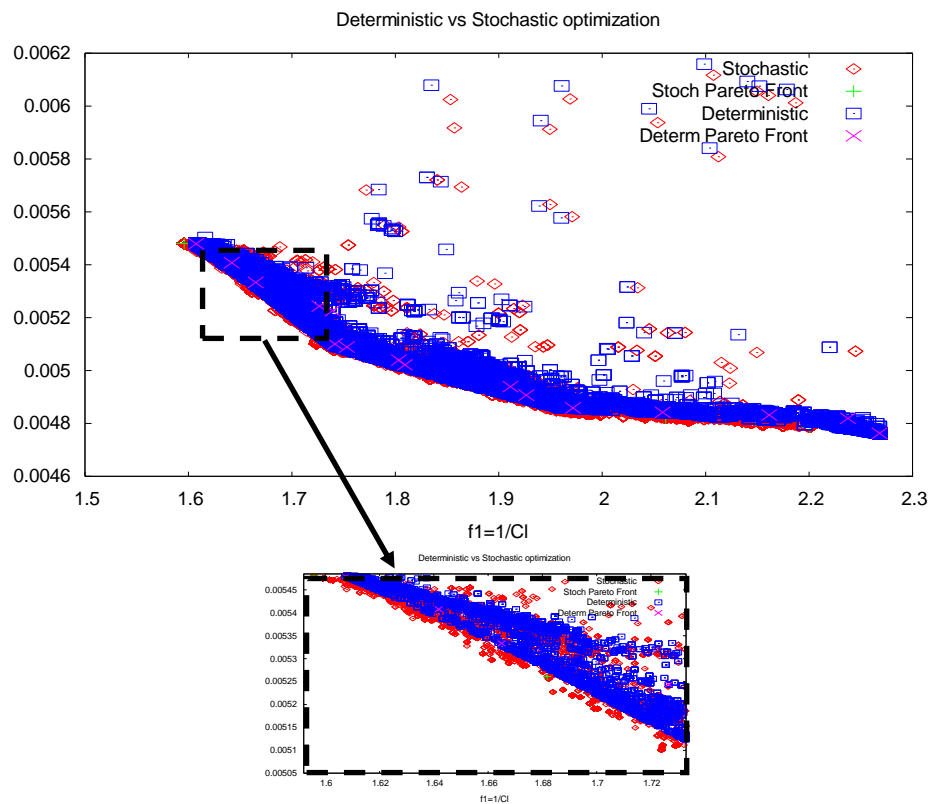 Deterministic vs Stochastic optimization
0.0062
0.006
0.0058
0.0056
0.0054
0.0052
0.005
0.0048
0.0046
Stochastic
Stoch Pareto Front
Deterministic
Determ Pareto Front
1.5 1.6 1.7 1.8 1.9 2 2.1 2.2 2.3
f1=1/Cl
Deterministic vs Stochastic optimization
0.00545
0.0054
0.00535
0.0053
0.00525
0.0052
0.00515
0.0051
0.00505
Stochastic
Stoch Pareto Front
Deterministic
Determ Pareto Front
1.6 1.62 1.64 1.66 1.68 1.7 1.72
f1=1/Cl